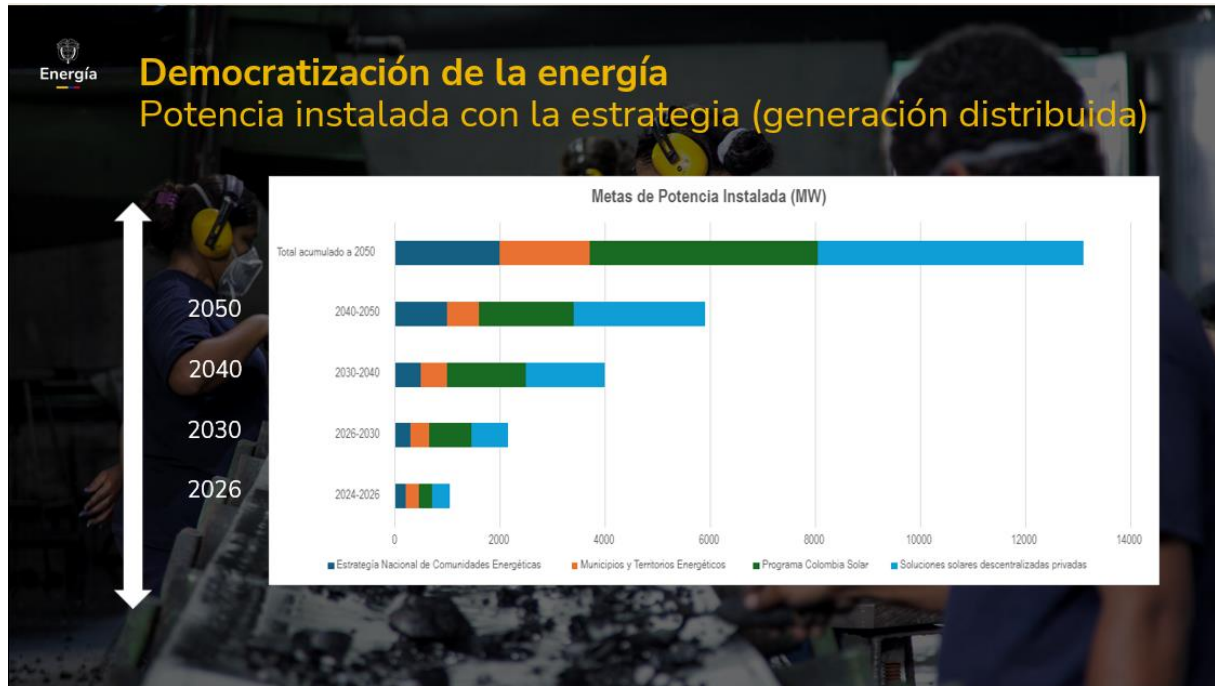 Energía
Democratización de la energía
Potencia instalada con la estrategia (generación distribuida)
Metas de Potencia Instalada (MW)
Total acumulado a 2050
2050
2040-2050
2040
2030-2040
2030
2026-2030
2026
2024-2026
0 2000 4000 6000 8000 10000 12000 14000
Estrategía Nacional de Comunidades Energéticas Municipios y Territorios Energéticos Programa Colombia Solar Soluciones solares descentralizadas privadas